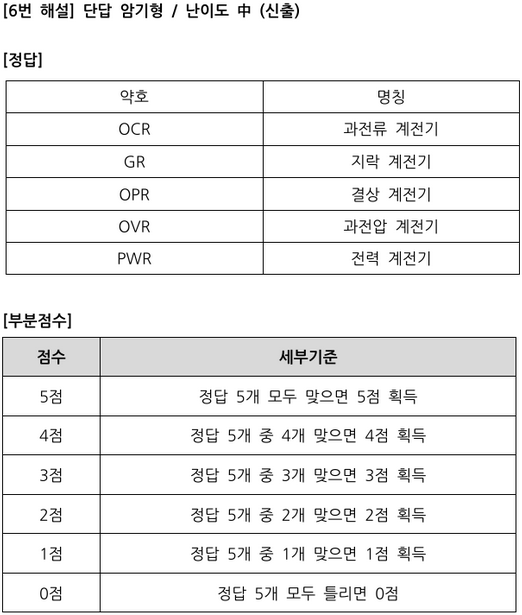 [6번 해설] 단답 암기형 / 난이도 中 (신출)
[정답]
약호 명칭
OCR 과전류 계전기
GR 지락 계전기
OPR 결상 계전기
OVR 과전압 계전기
PWR 전력 계전기
[부분점수]
점수 세부기준
5점 정답 5개 모두 맞으면 5점 획득
4점 정답 5개 중 4개 맞으면 4점 획득
3점 정답 5개 중 3개 맞으면 3점 획득
2점 정답 5개 중 2개 맞으면 2점 획득
1점 정답 5개 중 1개 맞으면 1점 획득
0점 정답 5개 모두 틀리면 0점